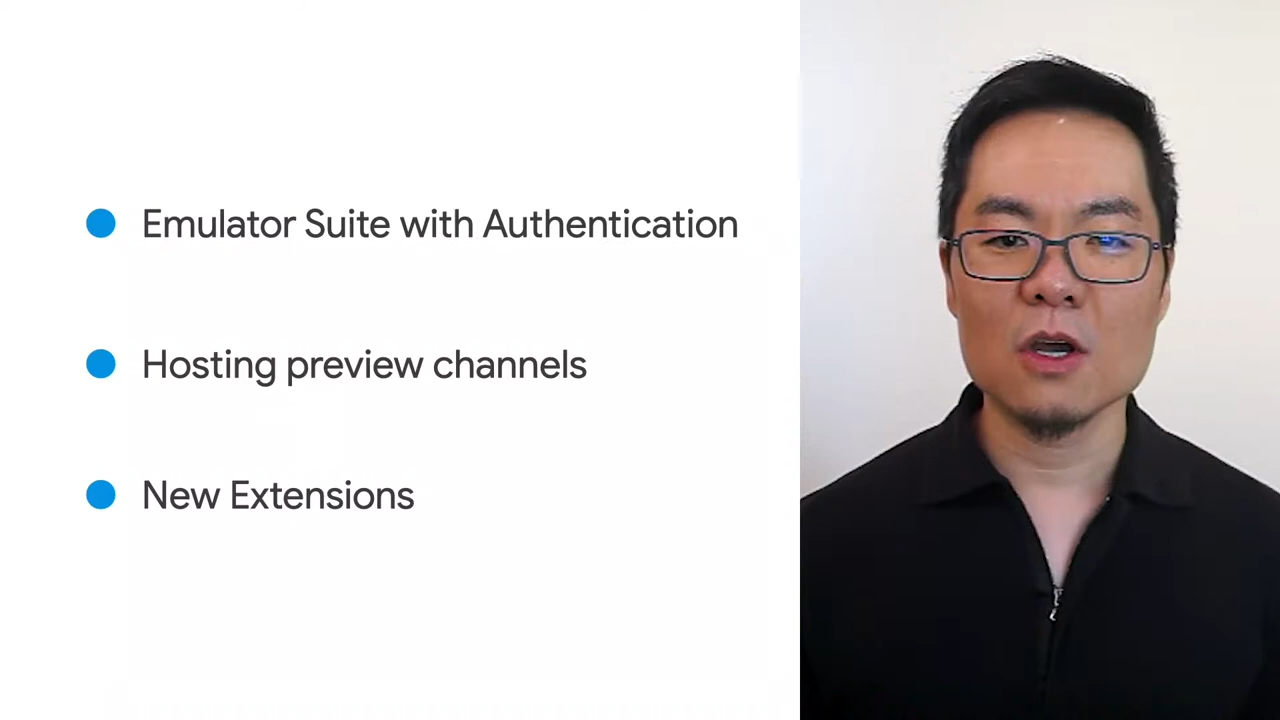 Emulator Suite with Authentication
Hosting preview channels
New Extensions